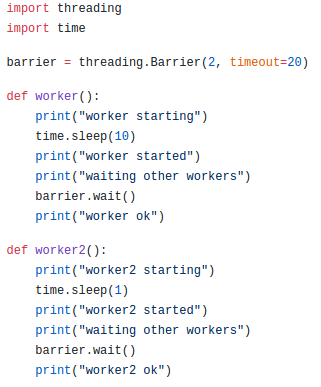 import threading
import time

barrier = threading.Barrier(2, timeout=20)

def worker():
    print("worker starting")
    time.sleep(10)
    print("worker started")
    print("waiting other workers")
    barrier.wait()
    print("worker ok")

def worker2():
    print("worker2 starting")
    time.sleep(1)
    print("worker2 started")
    print("waiting other workers")
    barrier.wait()
    print("worker2 ok")